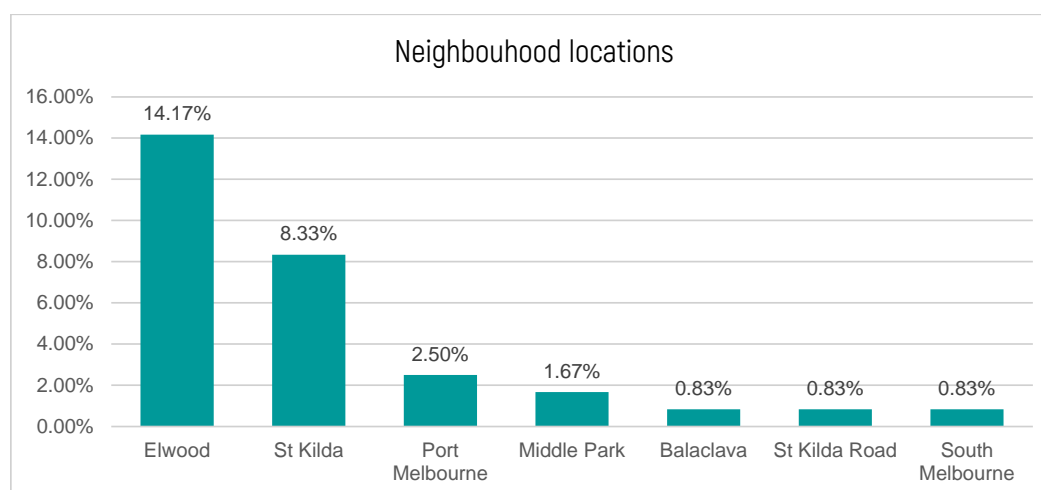 Neighbouhood locations
16.00%
14.00%
12.00%
10.00%
8.00%
6.00%
4.00%
2.00%
0.00%
14.17%
8.33%
2.50%
1.67%
0.83%
0.83%
0.83%
Elwood
St Kilda
Port
Melbourne
Middle Park
Balaclava
St Kilda Road
South
Melbourne